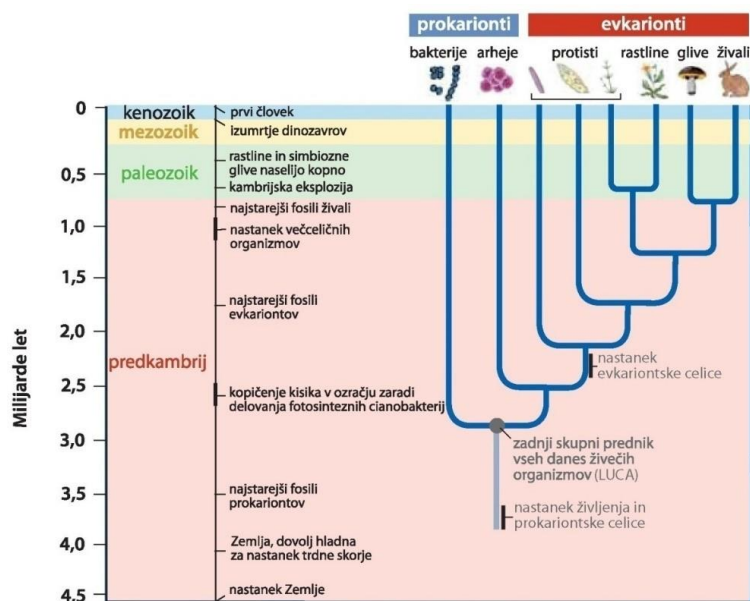 prokarionti
evkarionti
bakterije
arheje
protisti
rastline
glive
živali
Milijarde let
0
0,5
1,0
1,5
2,0
2,5
3,0
3,5
4,0
4,5
kenozoik
mezozoik
paleozoik
predkambrij
prvi človek
izumrtje dinozavrov
rastline in simbiozne
glive naselijo kopno
kambrijska eksplozija
najstarejši fosili živali
nastanek večceličnih
organizmov
najstarejši fosili
evkariontov
kopičenje kisika v ozračju zaradi
delovanja fotosinteznih cianobakterij
najstarejši fosili
prokariontov
Zemlja, dovolj hladna
za nastanek trdne skorje
nastanek Zemlje
nastanek
evkariontske celice
zadnji skupni prednik
vseh danes živečih
organizmov (LUCA)
nastanek življenja in
prokariontske celice